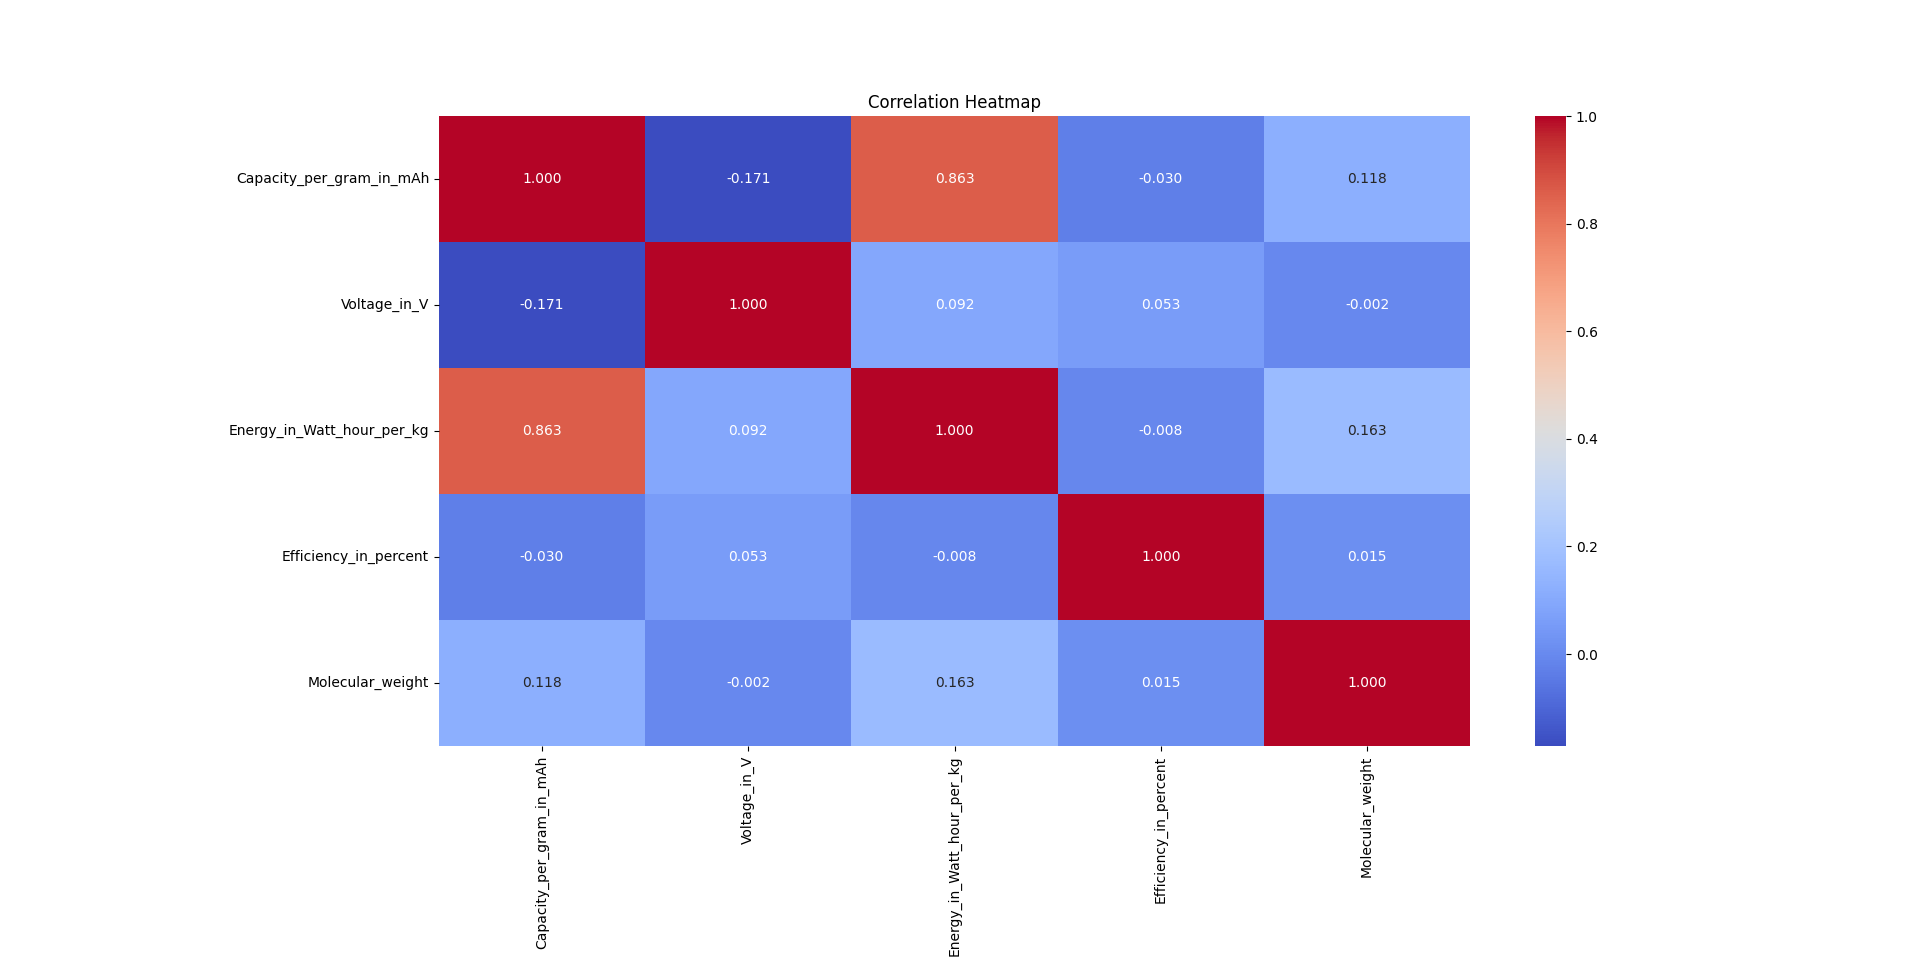 Correlation Heatmap
Capacity_per_gram_in_mAh
1.000
-0.171
0.863
-0.030
0.118
Voltage_in_V
-0.171
1.000
0.092
0.053
-0.002
Energy_in_Watt_hour_per_kg
0.863
0.092
1.000
-0.008
0.163
Efficiency_in_percent
-0.030
0.053
-0.008
1.000
0.015
Molecular_weight
0.118
-0.002
0.163
0.015
1.000
Capacity_per_gram_in_mAh
Voltage_in_V
Energy_in_Watt_hour_per_kg
Efficiency_in_percent
Molecular_weight
1.0
0.8
0.6
0.4
0.2
0.0